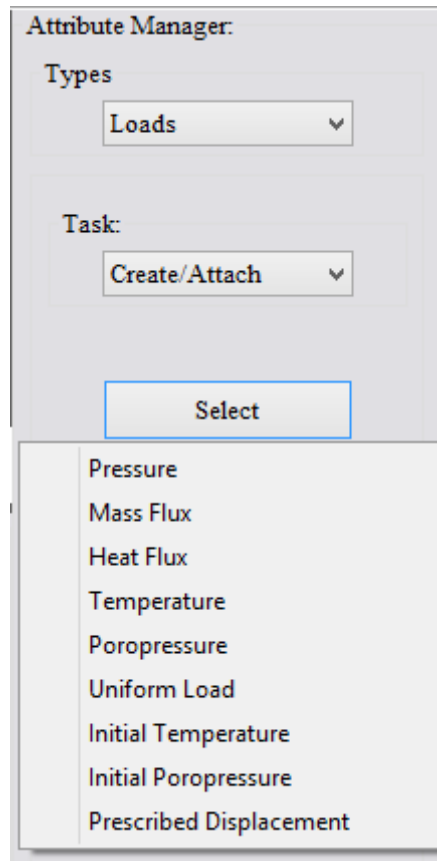 Attribute Manager:
Types
Loads
Task:
Create/Attach
Select
Pressure
Mass Flux
Heat Flux
Temperature
Poropressure
Uniform Load
Initial Temperature
Initial Poropressure
Prescribed Displacement